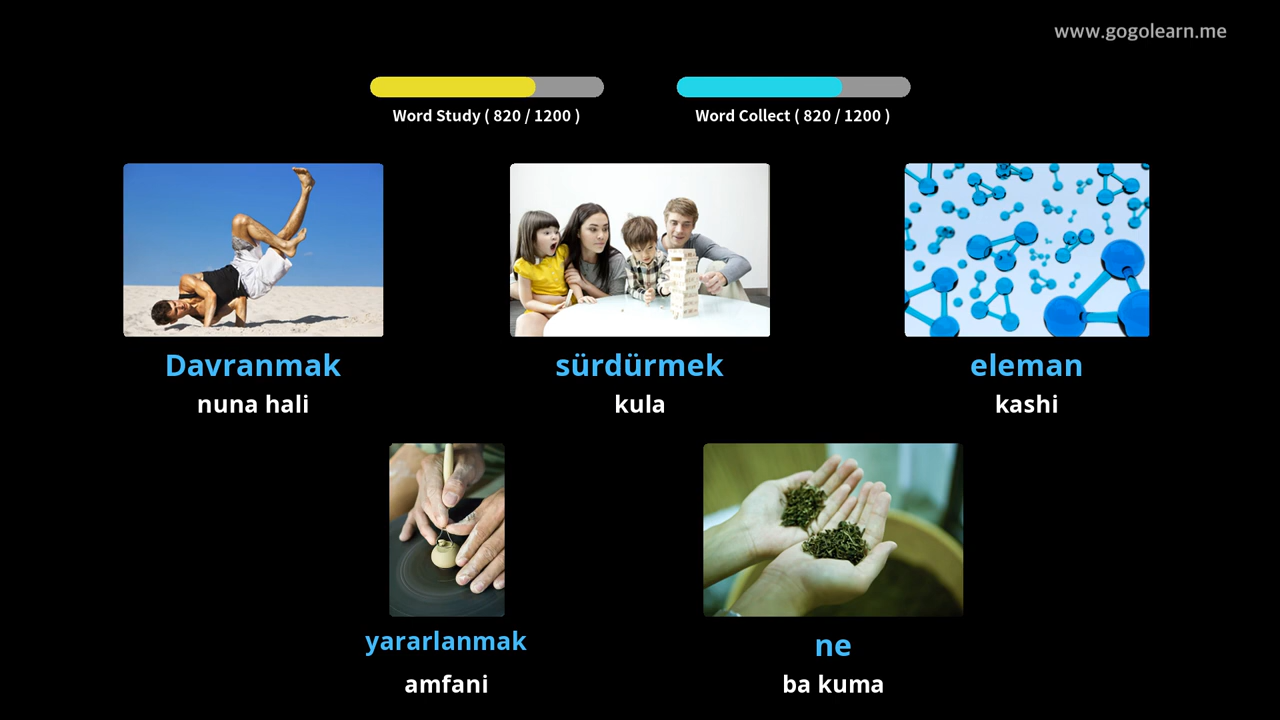 www.gogolearn.me
Word Study ( 820 / 1200 )
Word Collect ( 820 / 1200 )
Davranmak
nuna hali
sürdürmek
kula
eleman
kashi
yararlanmak
amfani
ne
ba kuma